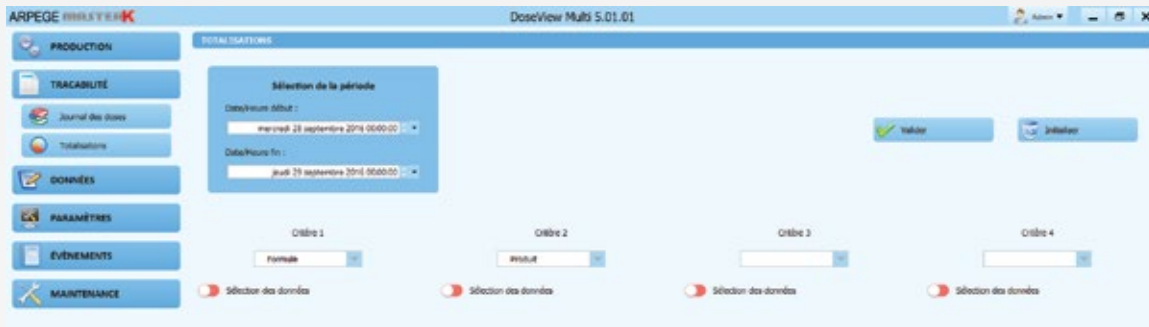 ARPEGE MASTERK
DoseView Multi 5.01.01
Admin
PRODUCTION
TRACABILITÉ
Journal des doses
Totalisations
DONNÉES
PARAMÈTRES
ÉVÈNEMENTS
MAINTENANCE
TOTALISATIONS
Sélection de la période
Date/Heure début :
mercredi 28 septembre 2016 00:00:00
Date/Heure fin :
jeudi 29 septembre 2016 00:00:00
Valider
Initialiser
Critère 1
Critère 2
Critère 3
Critère 4
Formule
Produit
Sélection des données
Sélection des données
Sélection des données
Sélection des données